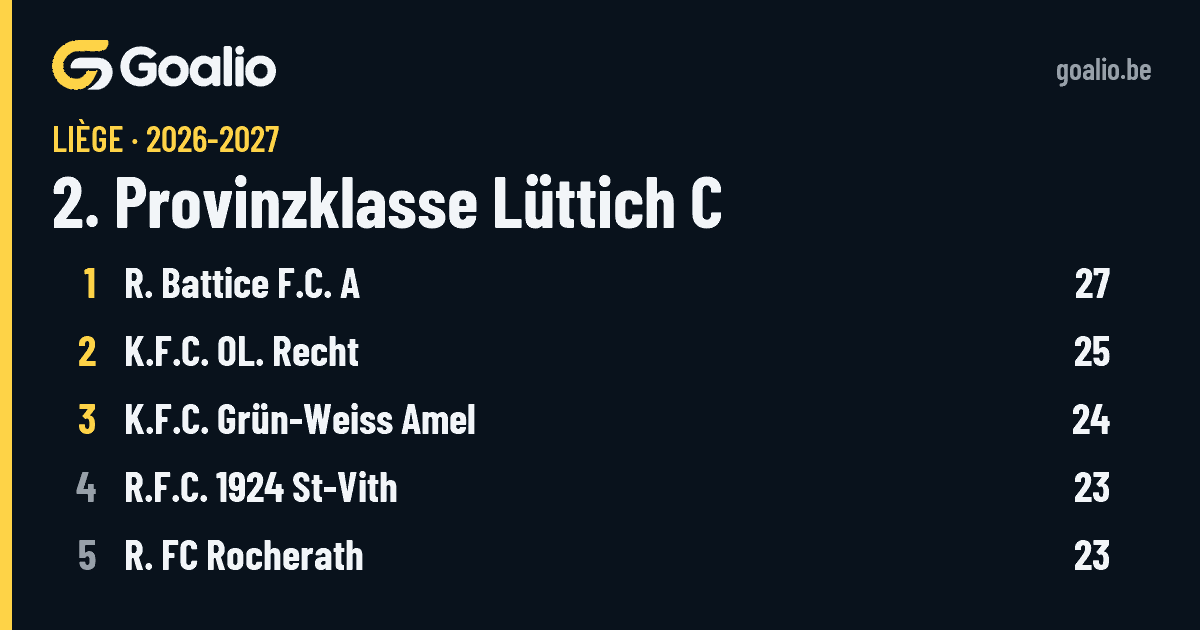 Goalio
goalio.be
LIÈGE · 2026-2027
2. Provinzklasse Lüttich C
1 R. Battice F.C. A 27
2 K.F.C. OL. Recht 25
3 K.F.C. Grün-Weiss Amel 24
4 R.F.C. 1924 St-Vith 23
5 R. FC Rocherath 23